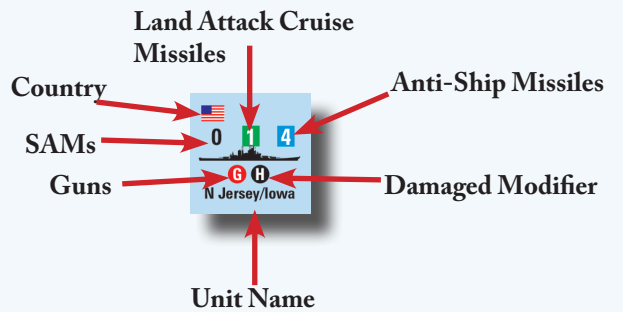 Land Attack Cruise
Missiles
Country
Anti-Ship Missiles
0 1 4
SAMs
Guns
G H
Damaged Modifier
N Jersey/Iowa
Unit Name